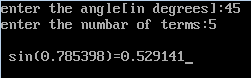 enter the angle[in degrees]:45
enter the numbar of terms:5
sin(0.785398)=0.529141_